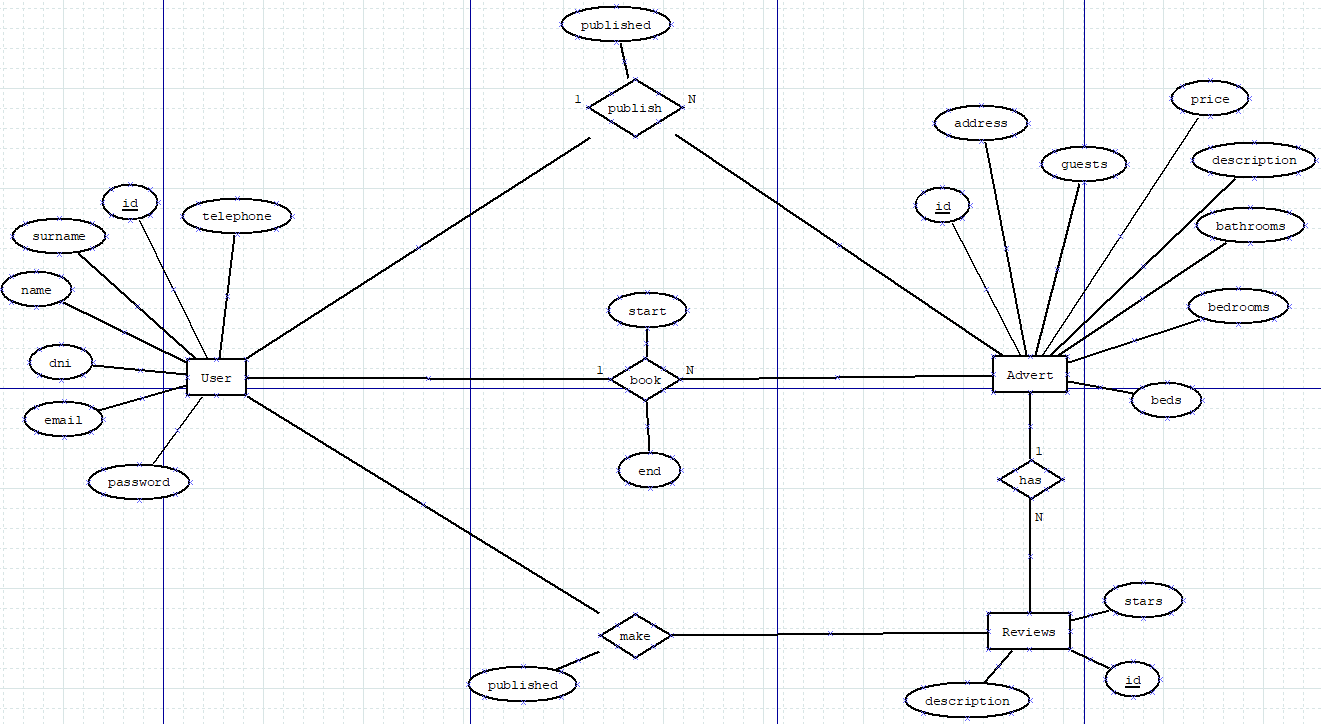 published
1
publish
N
price
address
description
guests
id
id
telephone
surname
bathrooms
name
start
bedrooms
dni
User
1
book
N
Advert
beds
email
end
password
1
has
N
stars
make
Reviews
published
id
description